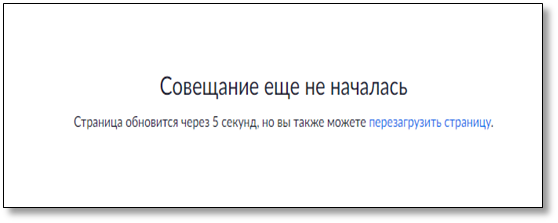 Совещание еще не началась
Страница обновится через 5 секунд, но вы также можете перезагрузить страницу.